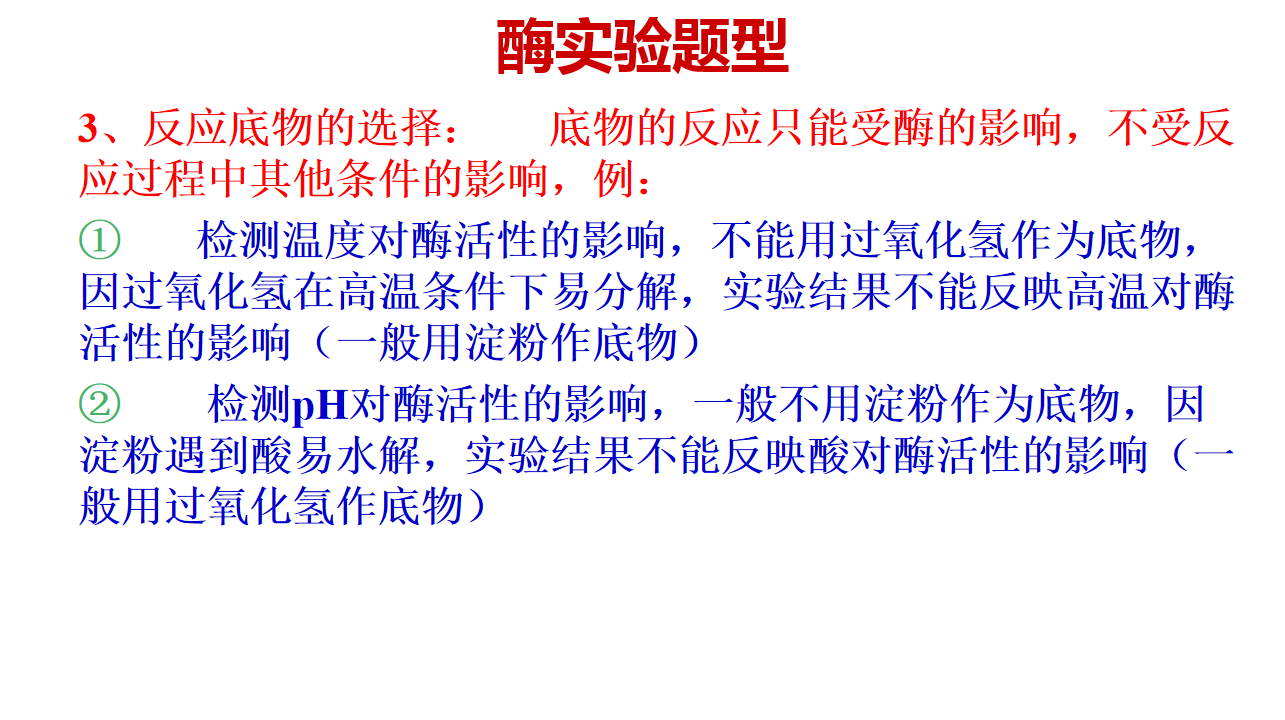 酶实验题型
3、反应底物的选择： 底物的反应只能受酶的影响，不受反
应过程中其他条件的影响，例：
① 检测温度对酶活性的影响，不能用过氧化氢作为底物，
因过氧化氢在高温条件下易分解，实验结果不能反映高温对酶
活性的影响（一般用淀粉作底物）
② 检测pH对酶活性的影响，一般不用淀粉作为底物，因
淀粉遇到酸易水解，实验结果不能反映酸对酶活性的影响（一
般用过氧化氢作底物）